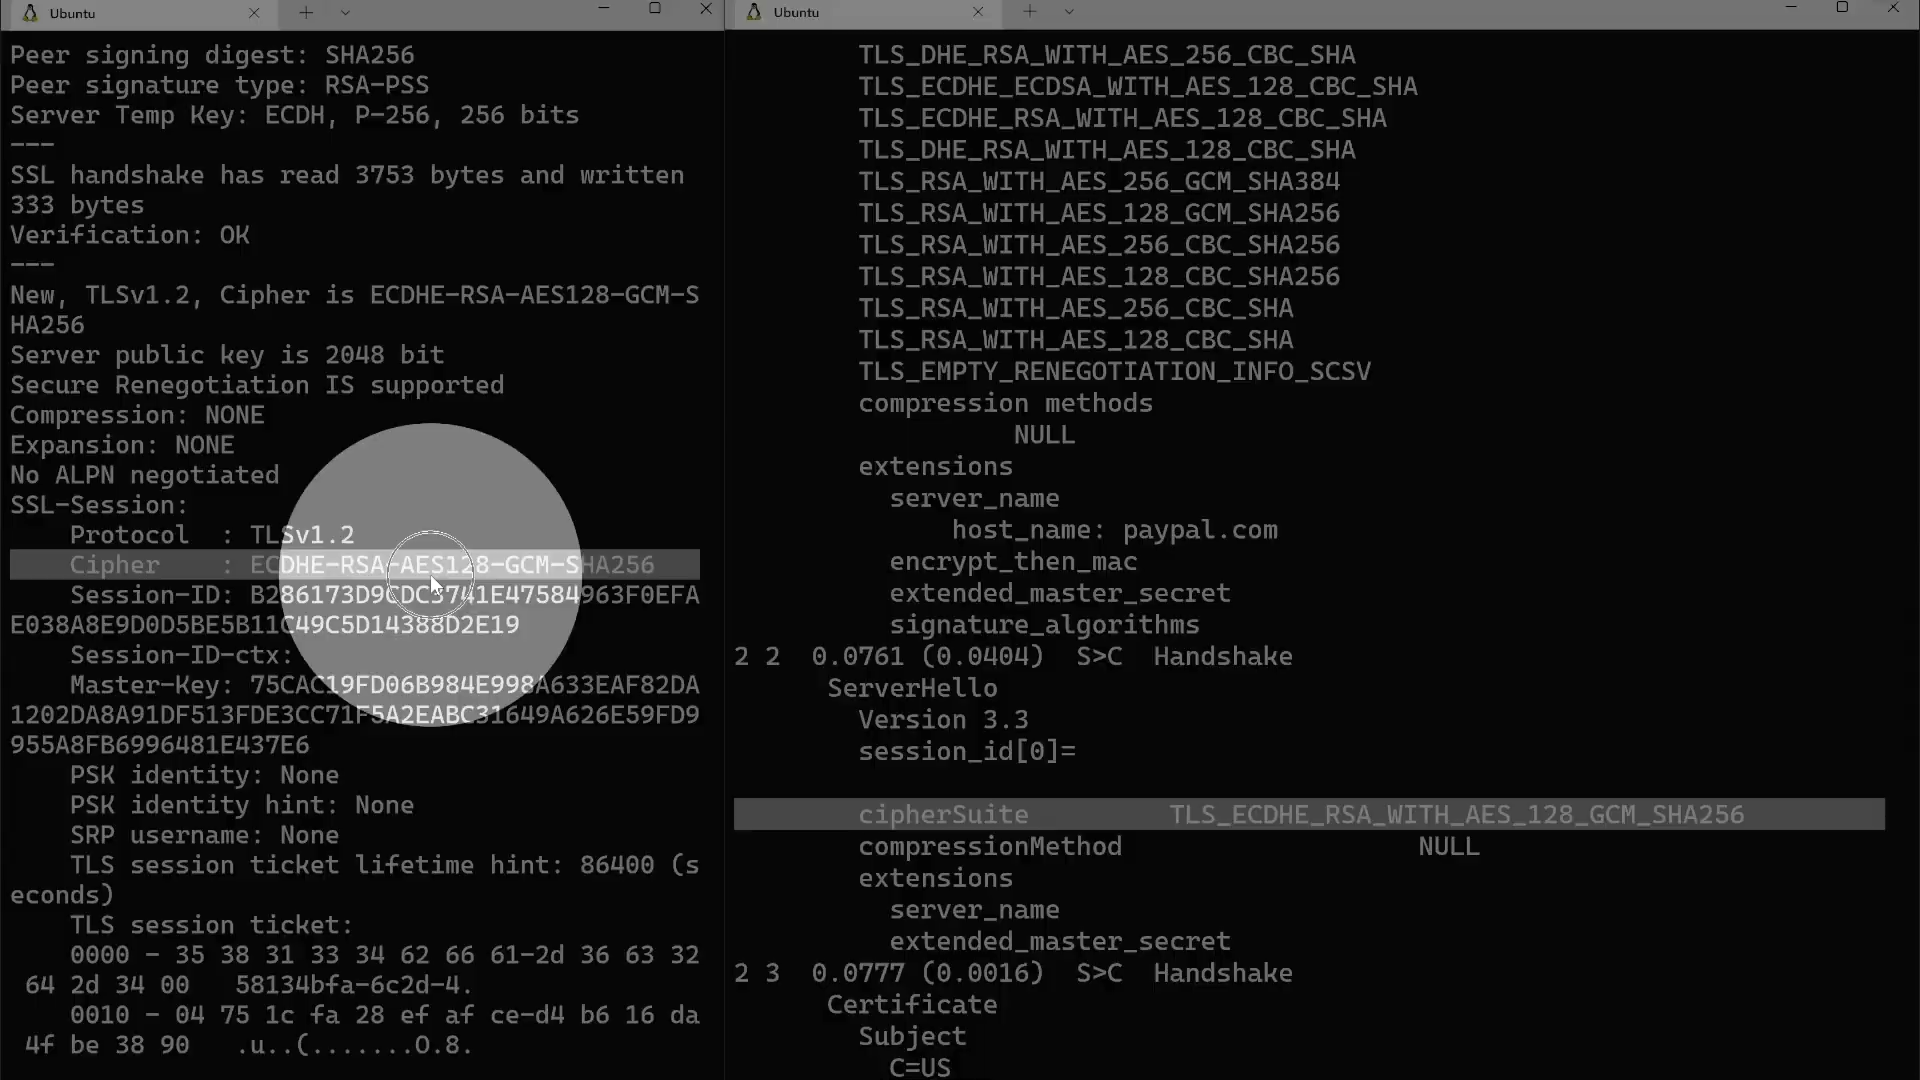 Ubuntu
Peer signing digest: SHA256
Peer signature type: RSA-PSS
Server Temp Key: ECDH, P-256, 256 bits
---
SSL handshake has read 3753 bytes and written
333 bytes
Verification: OK
---
New, TLSv1.2, Cipher is ECDHE-RSA-AES128-GCM-S
HA256
Server public key is 2048 bit
Secure Renegotiation IS supported
Compression: NONE
Expansion: NONE
No ALPN negotiated
SSL-Session:
    Protocol  : TLSv1.2
    Cipher    : ECDHE-RSA-AES128-GCM-SHA256
    Session-ID: B286173D9CDC3741E47584963F0EFA
E038A8E9D0D5BE5B11C49C5D14388D2E19
    Session-ID-ctx:
    Master-Key: 75CAC19FD06B984E998A633EAF82DA
1202DA8A91DF513FDE3CC71F5A2EABC31649A626E59FD9
955A8FB6996481E437E6
    PSK identity: None
    PSK identity hint: None
    SRP username: None
    TLS session ticket lifetime hint: 86400 (s
econds)
    TLS session ticket:
    0000 - 35 38 31 33 34 62 66 61-2d 36 63 32
 64 2d 34 00   58134bfa-6c2d-4.
    0010 - 04 75 1c fa 28 ef af ce-d4 b6 16 da
 4f be 38 90   .u..(.......O.8.
Ubuntu
TLS_DHE_RSA_WITH_AES_256_CBC_SHA
TLS_ECDHE_ECDSA_WITH_AES_128_CBC_SHA
TLS_ECDHE_RSA_WITH_AES_128_CBC_SHA
TLS_DHE_RSA_WITH_AES_128_CBC_SHA
TLS_RSA_WITH_AES_256_GCM_SHA384
TLS_RSA_WITH_AES_128_GCM_SHA256
TLS_RSA_WITH_AES_256_CBC_SHA256
TLS_RSA_WITH_AES_128_CBC_SHA256
TLS_RSA_WITH_AES_256_CBC_SHA
TLS_RSA_WITH_AES_128_CBC_SHA
TLS_EMPTY_RENEGOTIATION_INFO_SCSV
compression methods
NULL
extensions
server_name
host_name: paypal.com
encrypt_then_mac
extended_master_secret
signature_algorithms
2 2  0.0761 (0.0404)  S>C  Handshake
ServerHello
Version 3.3
session_id[0]=
cipherSuite         TLS_ECDHE_RSA_WITH_AES_128_GCM_SHA256
compressionMethod                   NULL
extensions
server_name
extended_master_secret
2 3  0.0777 (0.0016)  S>C  Handshake
Certificate
Subject
C=US